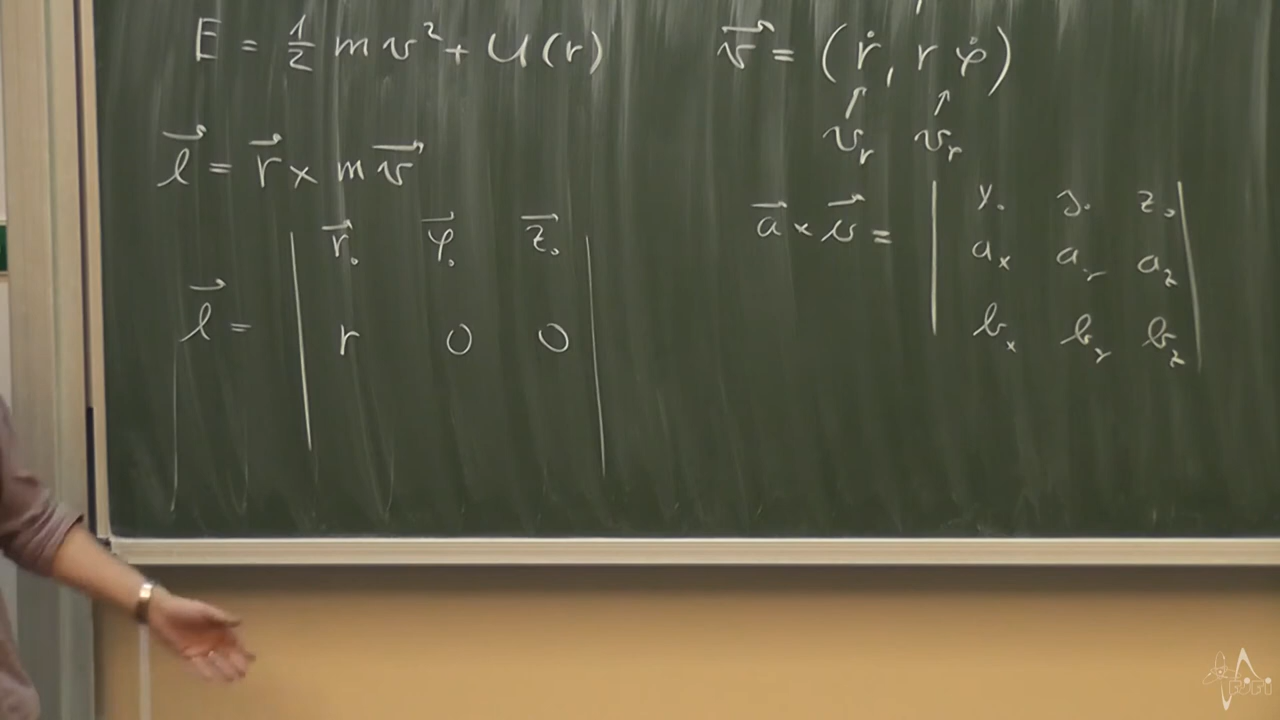 E = 1/2 m v² + U(r)
v⃗ = (ṙ, r φ̇)
v_r v_r
l⃗ = r⃗ × m v⃗
a⃗ × b⃗ = | x₀ y₀ z₀ |
| a_x a_y a_z |
| b_x b_y b_z |
l⃗ = | r⃗₀ φ⃗₀ z⃗₀ |
| r 0 0 |